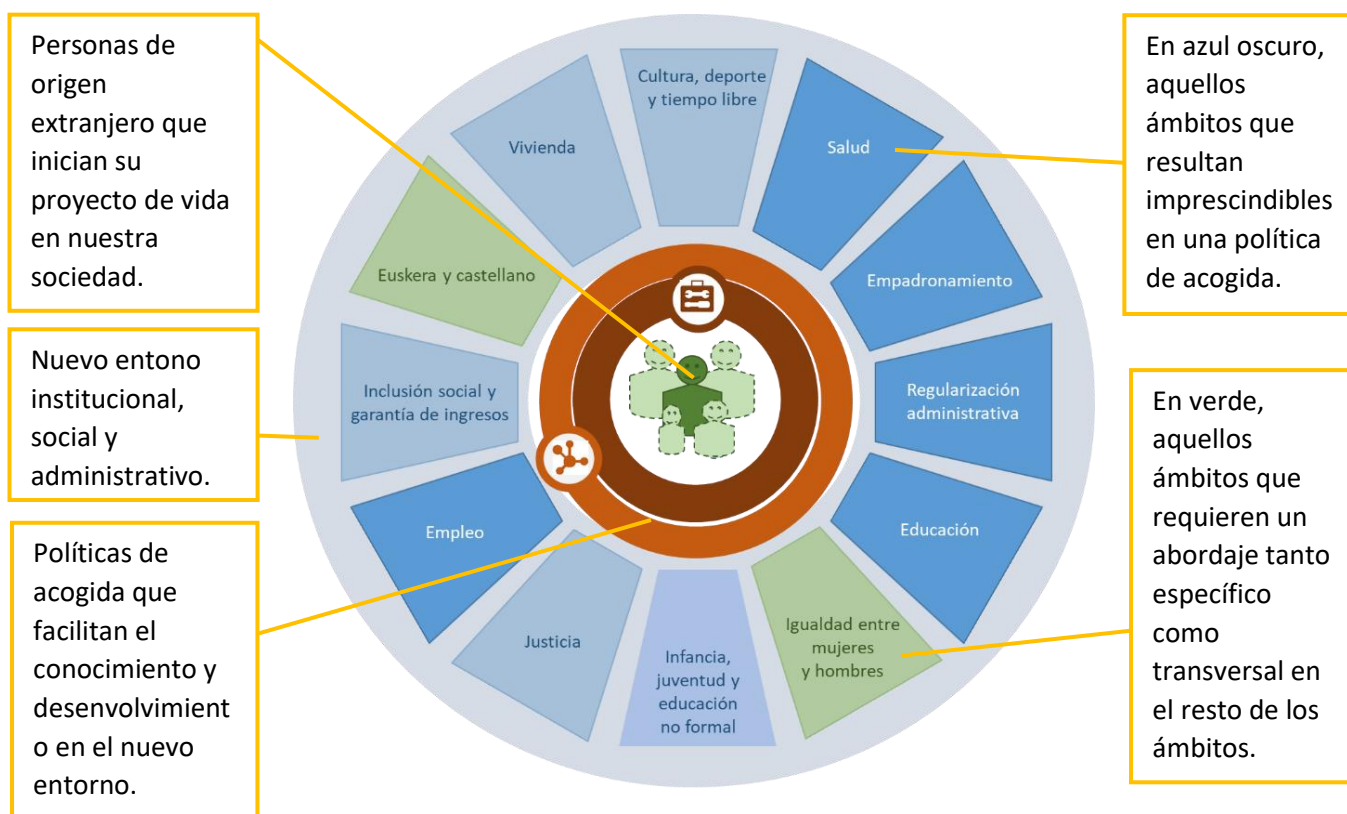 Personas de
origen
extranjero que
inician su
proyecto de vida
en nuestra
sociedad.
Nuevo entono
institucional,
social y
administrativo.
Políticas de
acogida que
facilitan el
conocimiento y
desenvolvimient
o en el nuevo
entorno.
Cultura, deporte
y tiempo libre
Salud
Empadronamiento
Regularización
administrativa
Educación
Igualdad entre
mujeres
y hombres
Infancia,
juventud y
educación
no formal
Justicia
Empleo
Inclusión social y
garantía de ingresos
Euskera y castellano
Vivienda
En azul oscuro,
aquellos
ámbitos que
resultan
imprescindibles
en una política
de acogida.
En verde,
aquellos
ámbitos que
requieren un
abordaje tanto
específico
como
transversal en
el resto de los
ámbitos.